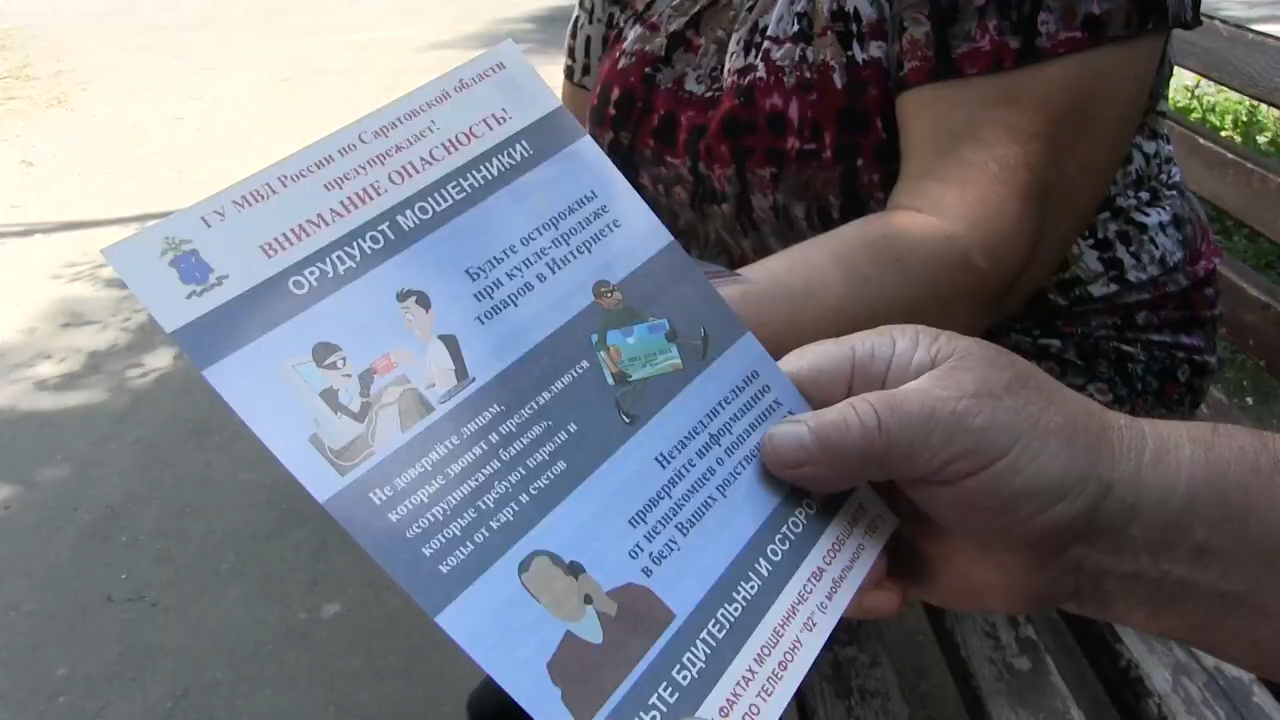 ГУ МВД России по Саратовской области
предупреждает!
ВНИМАНИЕ ОПАСНОСТЬ!
ОРУДУЮТ МОШЕННИКИ!
Будьте осторожны
при купле-продаже
товаров в Интернете
Не доверяйте лицам,
которые звонят и представляются
«сотрудниками банков»,
которые требуют пароли и
коды от карт и счетов
Незамедлительно
проверяйте информацию
от незнакомцев о попавших
в беду Ваших
БДИТЕЛЬНЫ И
ФАКТАХ МОШЕННИЧЕСТВА СООБЩАЙТЕ
ПО ТЕЛЕФОНУ "02" (с мобильного -102")